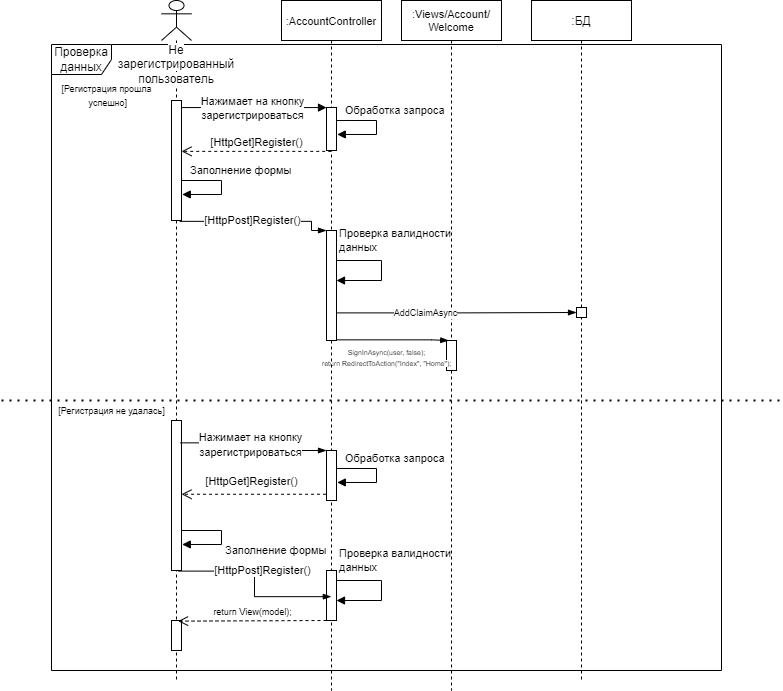 :AccountController
:Views/Account/
Welcome
:БД
Проверка
данных
Не
зарегистрированный
пользователь
[Регистрация прошла
успешно]
Нажимает на кнопку
зарегистрироваться
Обработка запроса
[HttpGet]Register()
Заполнение формы
[HttpPost]Register()
Проверка валидности
данных
AddClaimAsync
SignInAsync(user, false);
return RedirectToAction("Index", "Home");
[Регистрация не удалась]
Нажимает на кнопку
зарегистрироваться
Обработка запроса
[HttpGet]Register()
Заполнение формы
Проверка валидности
данных
[HttpPost]Register()
return View(model);